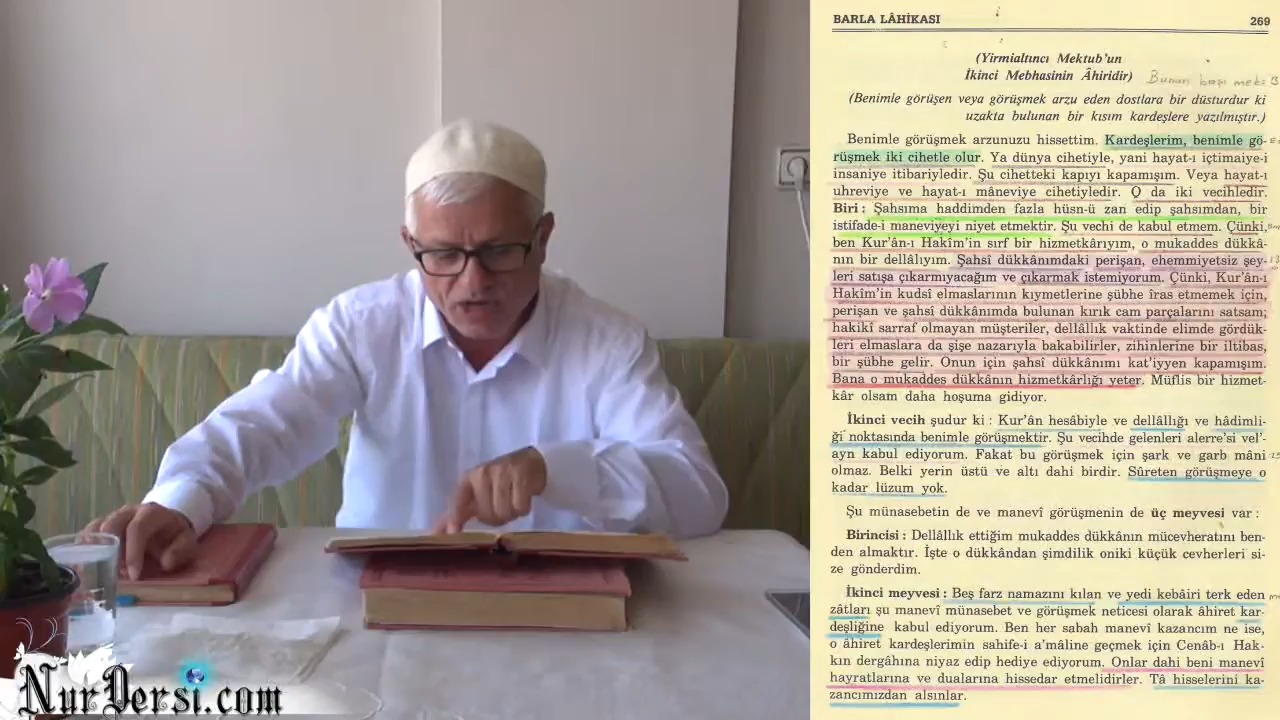 BARLA LÂHİKASI 269
(Yirmialtıncı Mektub'un
İkinci Mebhasinin Âhiridir)
(Benimle görüşen veya görüşmek arzu eden dostlara bir düsturdur ki
uzakta bulunan bir kısım kardeşlere yazılmıştır.)
Benimle görüşmek arzunuzu hissettim. Kardeşlerim, benimle gö-
rüşmek iki cihetle olur. Ya dünya cihetiyle, yani hayat-ı içtimaiye-i
insaniye itibariyledir. Şu cihetteki kapıyı kapamışım. Veya hayat-ı
uhreviye ve hayat-ı mâneviye cihetiyledir. O da iki vecihledir.
Biri : Şahsıma haddimden fazla hüsn-ü zan edip şahsımdan, bir
istifade-i maneviyeyi niyet etmektir. Şu vechi de kabul etmem. Çünki,
ben Kur'ân-ı Hakîm'in sırf bir hizmetkârıyım, o mukaddes dükkâ-
nın bir dellâlıyım. Şahsî dükkânımdaki perişan, ehemmiyetsiz şey-
leri satışa çıkarmıyacağım ve çıkarmak istemiyorum. Çünki, Kur'ân-ı
Hakîm'in kudsî elmaslarının kıymetlerine şübhe îras etmemek için,
perişan ve şahsî dükkânımda bulunan kırık cam parçalarını satsam;
hakikî sarraf olmayan müşteriler, dellâllık vaktinde elimde gördük-
leri elmaslara da şişe nazarıyla bakabilirler, zihinlerine bir iltibas,
bir şübhe gelir. Onun için şahsî dükkânımı kat'iyyen kapamışım.
Bana o mukaddes dükkânın hizmetkârlığı yeter. Müflis bir hizmet-
kâr olsam daha hoşuma gidiyor.
İkinci vecih şudur ki : Kur'ân hesâbiyle ve dellâllığı ve hâdimli-
ği noktasında benimle görüşmektir. Şu vecihde gelenleri alerre'si vel'-
ayn kabul ediyorum. Fakat bu görüşmek için şark ve garb mâni
olmaz. Belki yerin üstü ve altı dahi birdir. Sûreten görüşmeye o
kadar lüzum yok.
Şu münasebetin de ve manevî görüşmenin de üç meyvesi var :
Birincisi : Dellâllık ettiğim mukaddes dükkânın mücevheratını ben-
den almaktır. İşte o dükkândan şimdilik oniki küçük cevherleri si-
ze gönderdim.
İkinci meyvesi : Beş farz namazını kılan ve yedi kebâiri terk eden
zâtları şu manevî münasebet ve görüşmek neticesi olarak âhiret kar-
deşliğine kabul ediyorum. Ben her sabah manevî kazancım ne ise,
o âhiret kardeşlerimin sahife-i a'mâline geçmek için Cenâb-ı Hak-
kın dergâhına niyaz edip hediye ediyorum. Onlar dahi beni manevî
hayratlarına ve dualarına hissedar etmelidirler. Tâ hisselerini ka-
zancımızdan alsınlar.
NurDersi.com